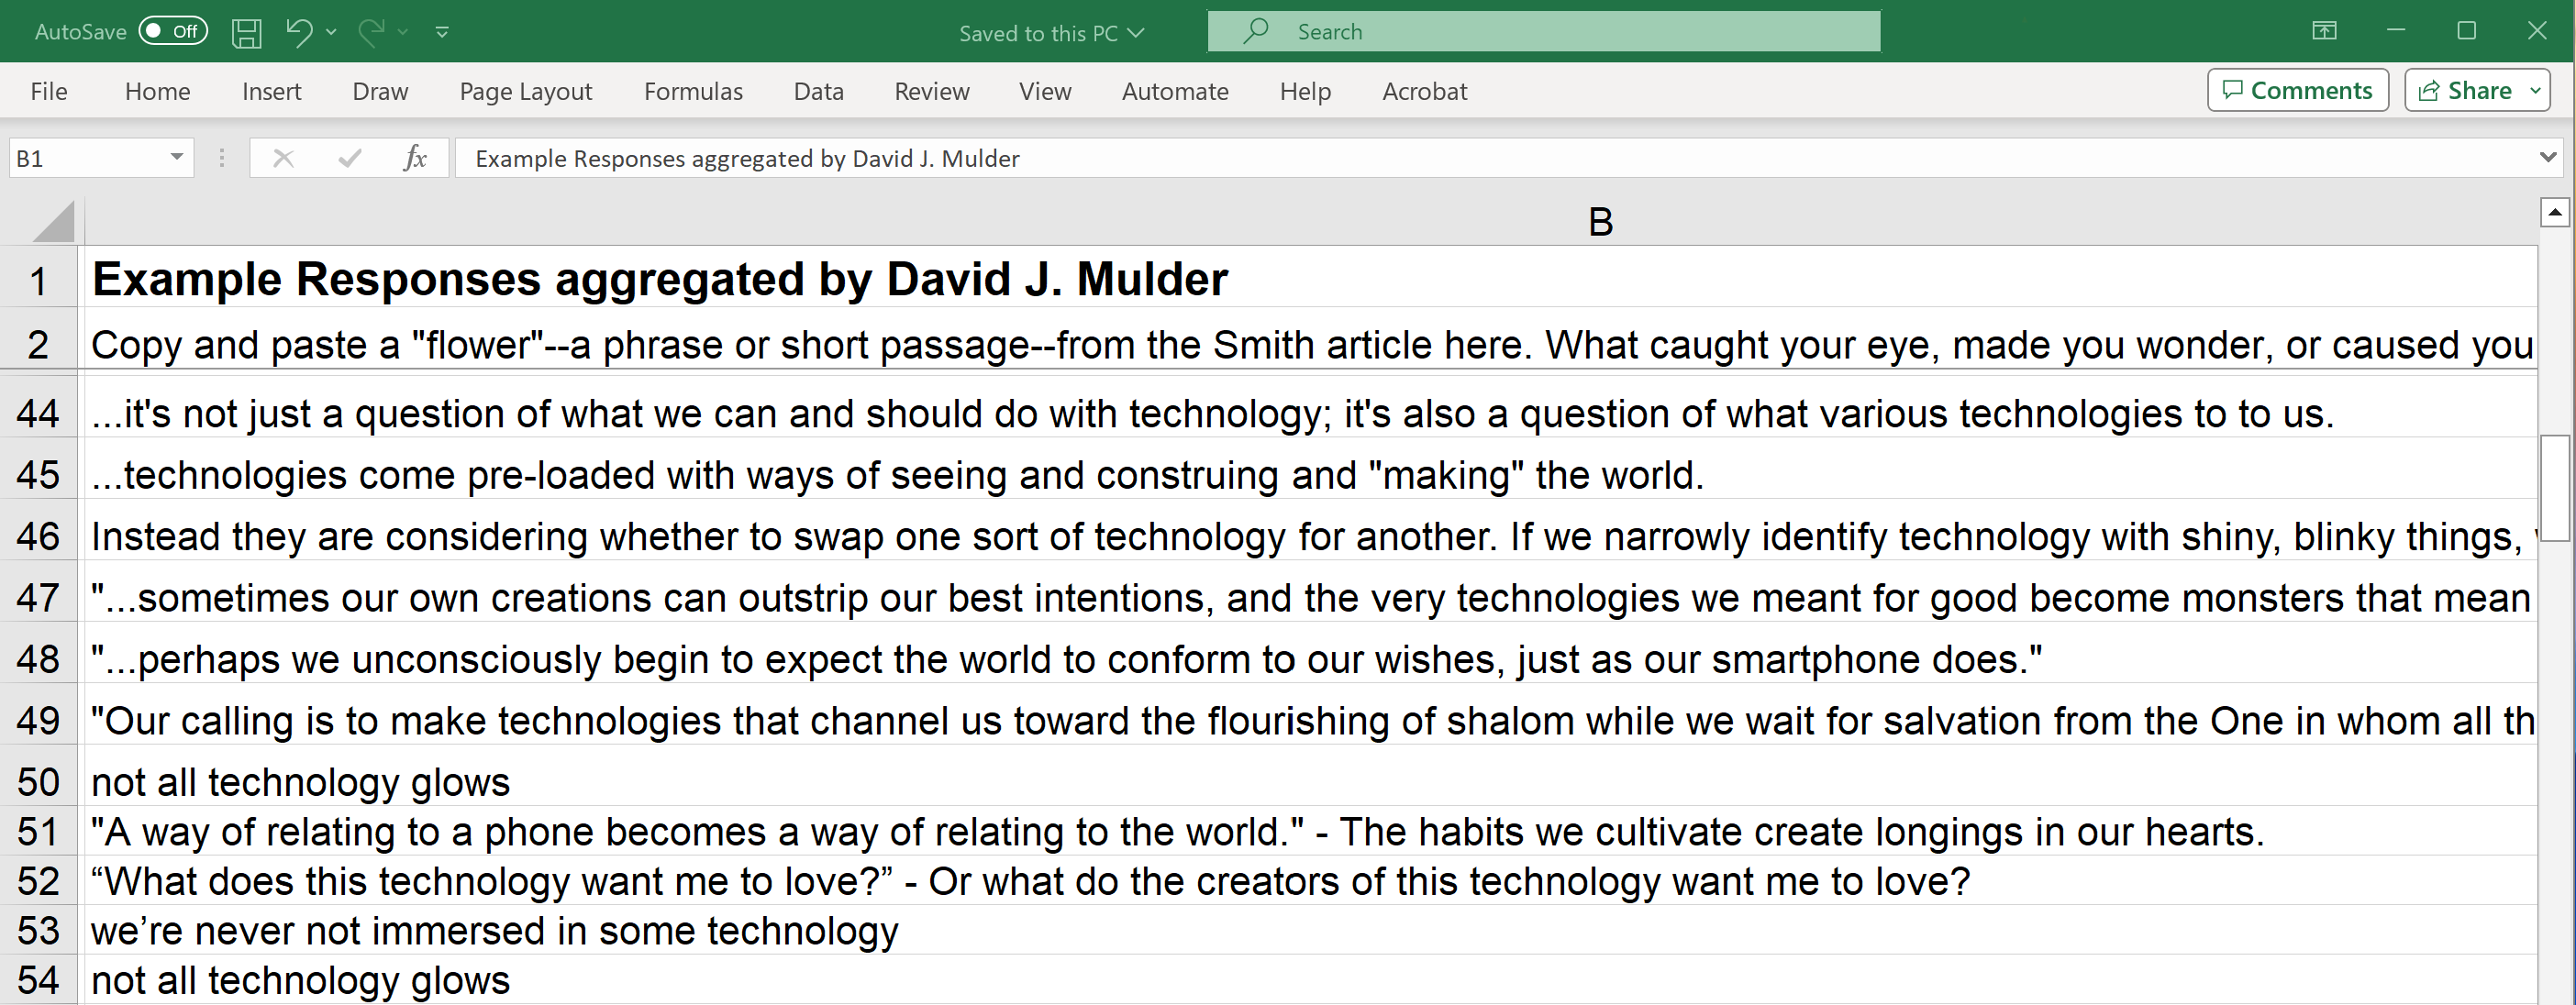 AutoSave Off Saved to this PC Search
File Home Insert Draw Page Layout Formulas Data Review View Automate Help Acrobat Comments Share
B1 fx Example Responses aggregated by David J. Mulder
B
1 Example Responses aggregated by David J. Mulder
2 Copy and paste a "flower"--a phrase or short passage--from the Smith article here. What caught your eye, made you wonder, or caused you
44 ...it's not just a question of what we can and should do with technology; it's also a question of what various technologies to to us.
45 ...technologies come pre-loaded with ways of seeing and construing and "making" the world.
46 Instead they are considering whether to swap one sort of technology for another. If we narrowly identify technology with shiny, blinky things,
47 "...sometimes our own creations can outstrip our best intentions, and the very technologies we meant for good become monsters that mean
48 "...perhaps we unconsciously begin to expect the world to conform to our wishes, just as our smartphone does."
49 "Our calling is to make technologies that channel us toward the flourishing of shalom while we wait for salvation from the One in whom all th
50 not all technology glows
51 "A way of relating to a phone becomes a way of relating to the world." - The habits we cultivate create longings in our hearts.
52 “What does this technology want me to love?” - Or what do the creators of this technology want me to love?
53 we’re never not immersed in some technology
54 not all technology glows